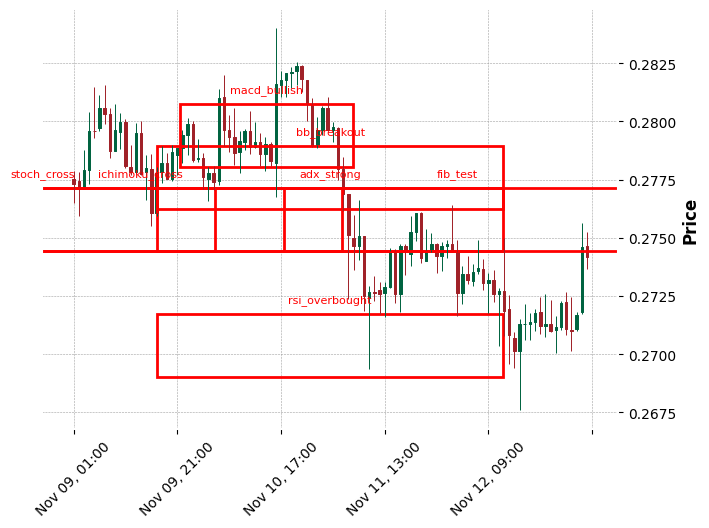 macd_bullish
bb_breakout
stoch_cross
adx_strong
fib_test
rsi_overbought
0.2825
0.2800
0.2775
0.2750
0.2725
0.2700
0.2675
Price
Nov 09, 01:00
Nov 09, 21:00
Nov 10, 17:00
Nov 11, 13:00
Nov 12, 09:00